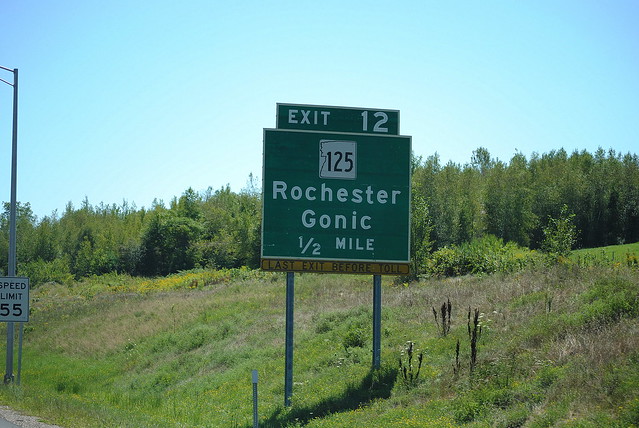 EXIT 12
125
Rochester
Gonic
1/2 MILE
LAST EXIT BEFORE TOLL
SPEED
LIMIT
55